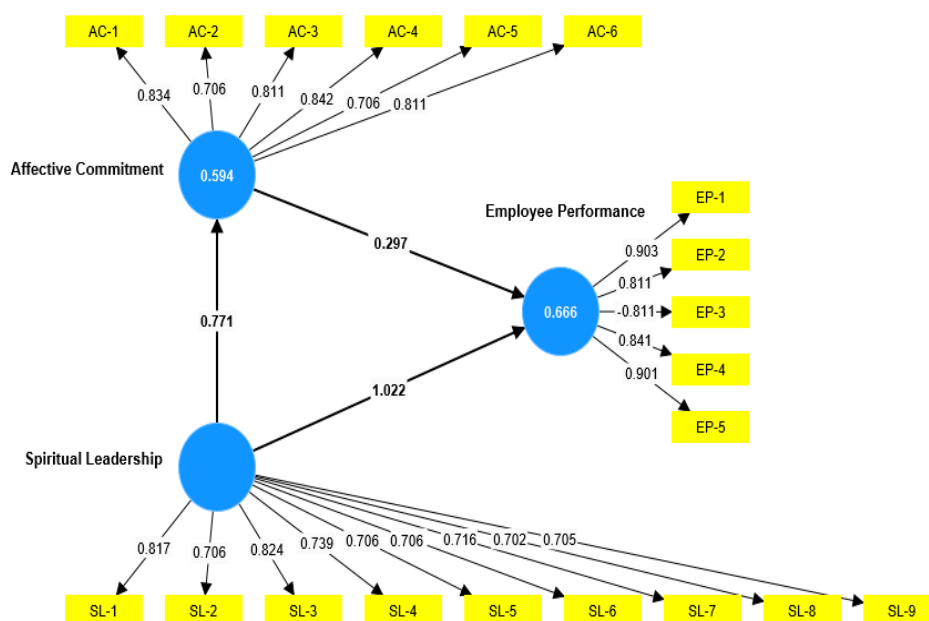 AC-1 AC-2 AC-3 AC-4 AC-5 AC-6
0.834 0.706 0.811 0.842 0.706 0.811
Affective Commitment
0.594
Employee Performance
EP-1
EP-2
EP-3
EP-4
EP-5
0.903
0.811
-0.811
0.841
0.901
0.297
0.666
0.771
1.022
Spiritual Leadership
0.817 0.706 0.824 0.739 0.706 0.706 0.716 0.702 0.705
SL-1 SL-2 SL-3 SL-4 SL-5 SL-6 SL-7 SL-8 SL-9